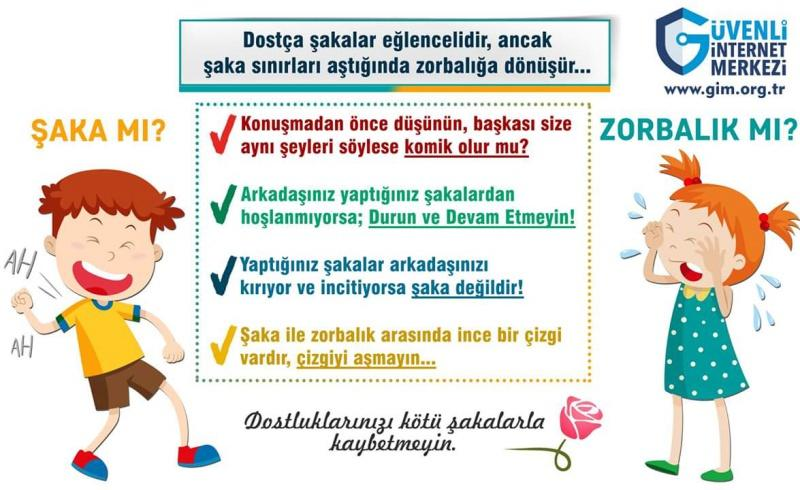 Dostça şakalar eğlencelidir, ancak
şaka sınırları aştığında zorbalığa dönüşür...
GÜVENLİ
İNTERNET
MERKEZİ
www.gim.org.tr
ŞAKA MI?
ZORBALIK MI?
Konuşmadan önce düşünün, başkası size
aynı şeyleri söylese komik olur mu?
Arkadaşınız yaptığınız şakalardan
hoşlanmıyorsa; Durun ve Devam Etmeyin!
Yaptığınız şakalar arkadaşınızı
kırıyor ve incitiyorsa şaka değildir!
Şaka ile zorbalık arasında ince bir çizgi
vardır, çizgiyi aşmayın...
AH
AH
Dostluklarınızı kötü şakalarla
kaybetmeyin.